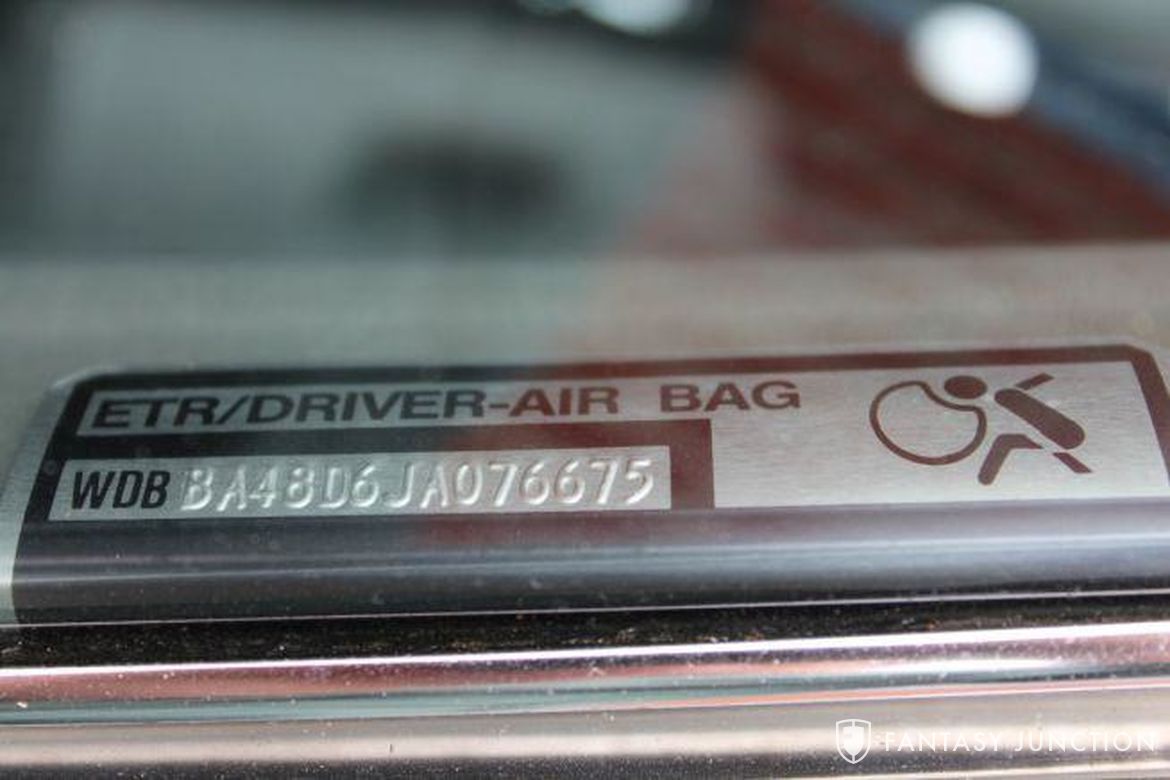 ETR/DRIVER-AIR BAG
WDB BA48D6JA076675
FANTASY JUNCTION